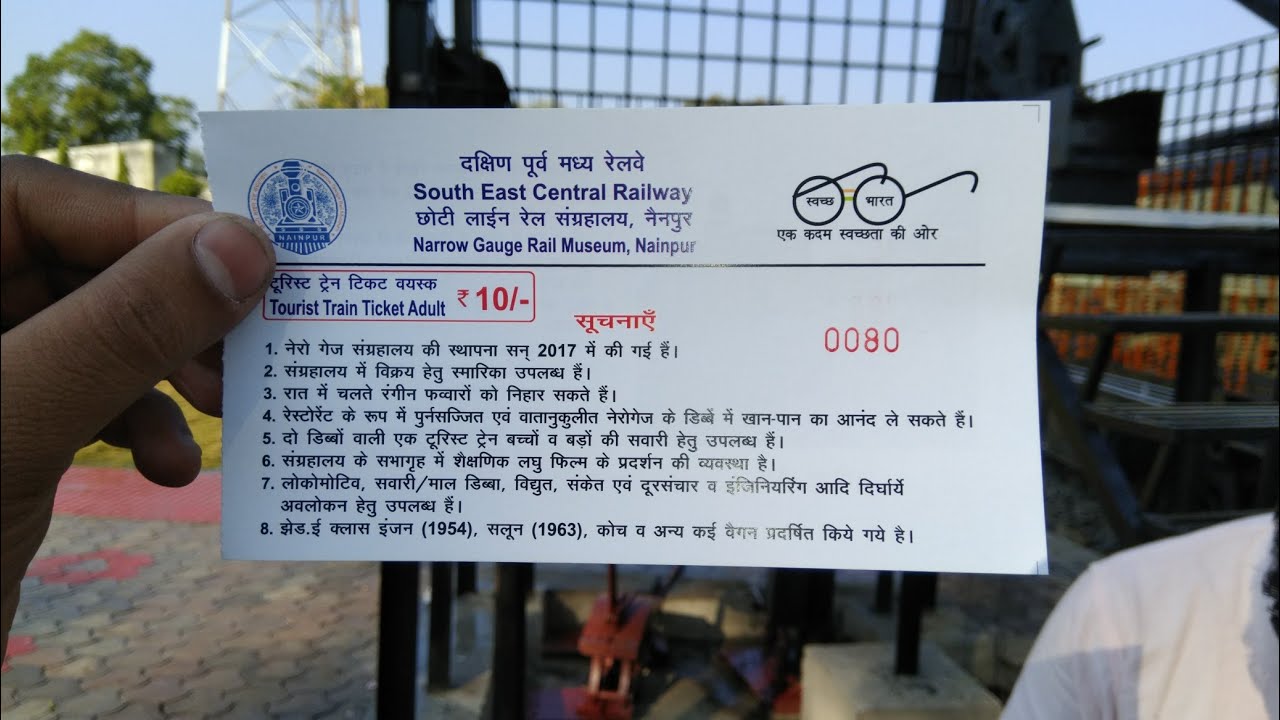 दक्षिण पूर्व मध्य रेलवे
South East Central Railway
छोटी लाईन रेल संग्रहालय, नैनपुर
Narrow Gauge Rail Museum, Nainpur
NAINPUR
स्वच्छ भारत
एक कदम स्वच्छता की ओर
टूरिस्ट ट्रेन टिकट वयस्क
Tourist Train Ticket Adult ₹ 10/-
सूचनाएँ
0080
1. नेरो गेज संग्रहालय की स्थापना सन् 2017 में की गई हैं।
2. संग्रहालय में विक्रय हेतु स्मारिका उपलब्ध हैं।
3. रात में चलते रंगीन फव्वारों को निहार सकते हैं।
4. रेस्टोरेंट के रूप में पुर्नसज्जित एवं वातानुकुलीत नेरोगेज के डिब्बें में खान-पान का आनंद ले सकते हैं।
5. दो डिब्बों वाली एक टूरिस्ट ट्रेन बच्चों व बड़ों की सवारी हेतु उपलब्ध हैं।
6. संग्रहालय के सभागृह में शैक्षणिक लघु फिल्म के प्रदर्शन की व्यवस्था है।
7. लोकोमोटिव, सवारी/माल डिब्बा, विद्युत, संकेत एवं दूरसंचार व इंजिनियरिंग आदि दिर्घाये
अवलोकन हेतु उपलब्ध हैं।
8. झेड.ई क्लास इंजन (1954), सलून (1963), कोच व अन्य कई वैगन प्रदर्षित किये गये है।